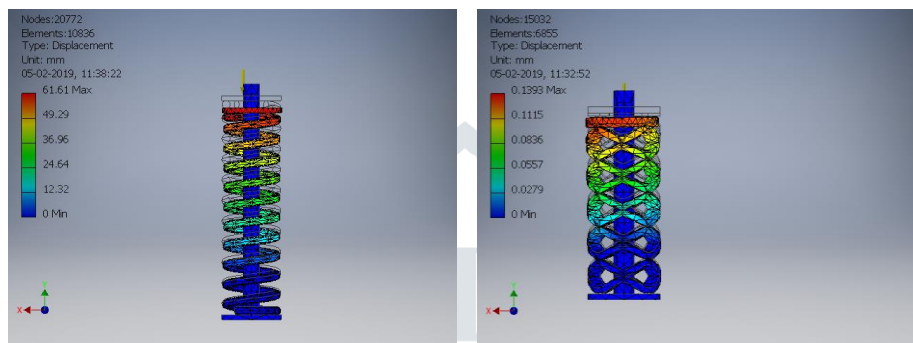 Nodes:20772
Elements:10836
Type: Displacement
Unit: mm
05-02-2019, 11:38:22
61.61 Max
49.29
36.96
24.64
12.32
0 Min
Y
X
Nodes:15032
Elements:6855
Type: Displacement
Unit: mm
05-02-2019, 11:32:52
0.1393 Max
0.1115
0.0836
0.0557
0.0279
0 Min
Y
X